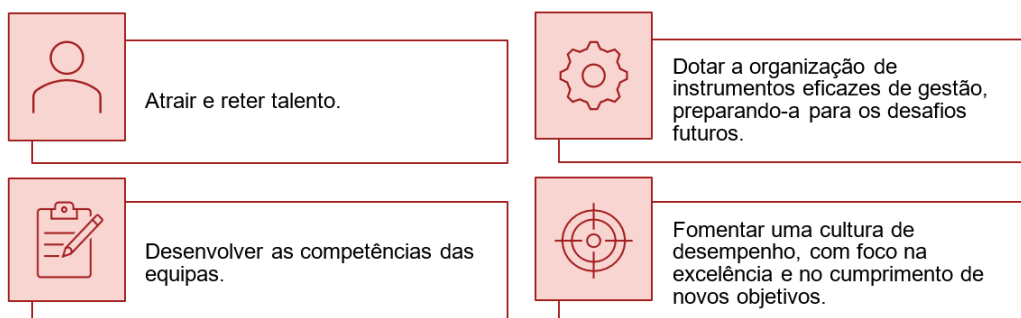 Atrair e reter talento.
Dotar a organização de
instrumentos eficazes de gestão,
preparando-a para os desafios
futuros.
Desenvolver as competências das
equipas.
Fomentar uma cultura de
desempenho, com foco na
excelência e no cumprimento de
novos objetivos.